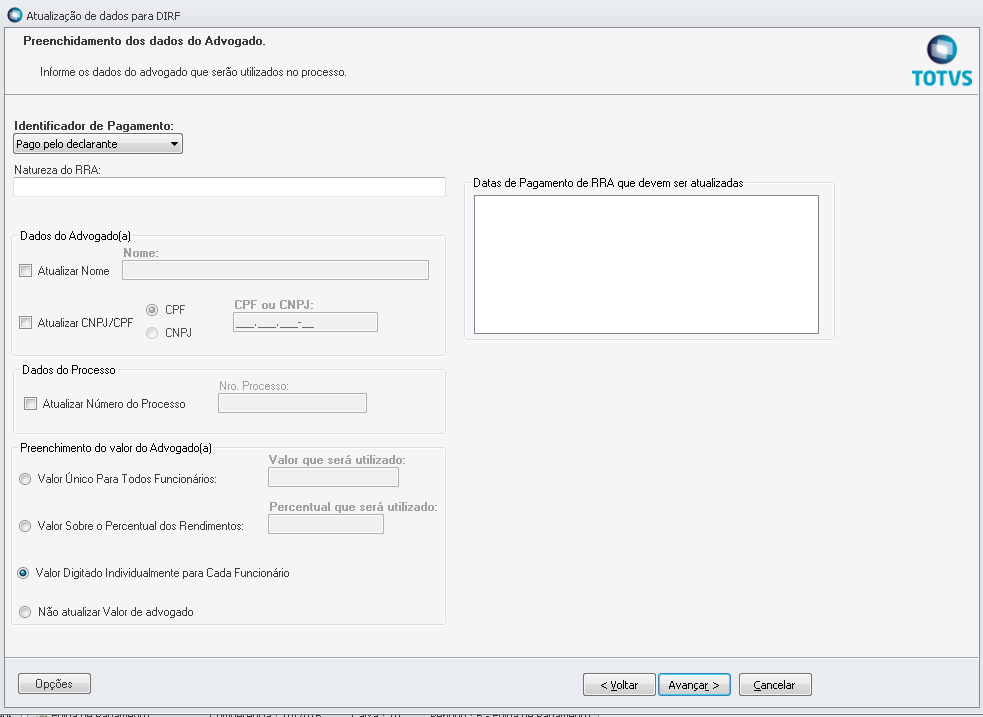 Atualização de dados para DIRF
Preenchidamento dos dados do Advogado.
Informe os dados do advogado que serão utilizados no processo.
TOTVS
Identificador de Pagamento:
Pago pelo declarante
Natureza do RRA:
Datas de Pagamento de RRA que devem ser atualizadas
Dados do Advogado(a)
Nome:
Atualizar Nome
Atualizar CNPJ/CPF
CPF
CNPJ
CPF ou CNPJ:
___.___.___-__
Dados do Processo
Nro. Processo:
Atualizar Número do Processo
Preenchimento do valor do Advogado(a)
Valor que será utilizado:
Valor Único Para Todos Funcionários:
Percentual que será utilizado:
Valor Sobre o Percentual dos Rendimentos:
Valor Digitado Individualmente para Cada Funcionário
Não atualizar Valor de advogado
Opções
< Voltar
Avançar >
Cancelar